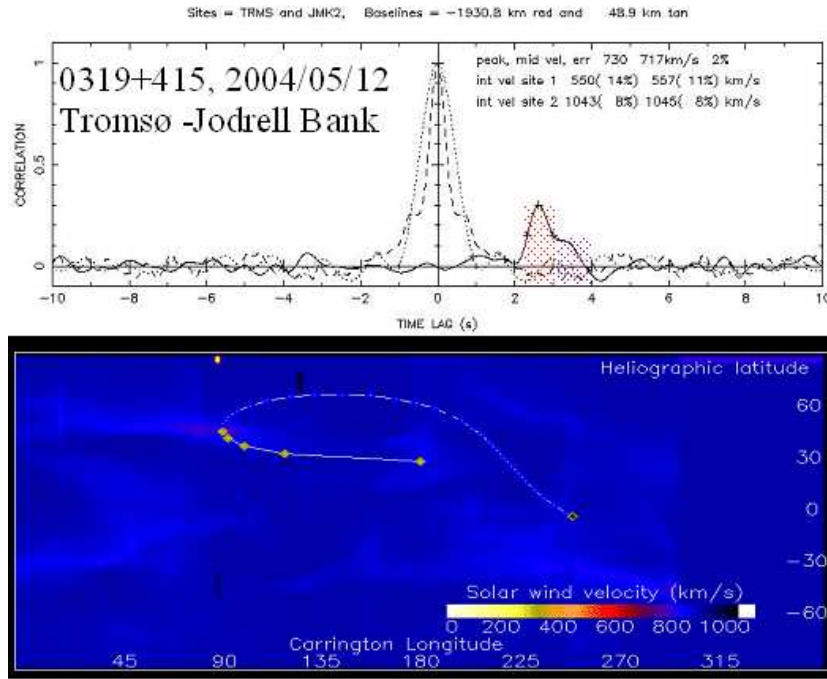 Sites = TRMS and JMK2, Baselines = −1930.8 km rad and 48.9 km tan
0319+415, 2004/05/12
Tromsø -Jodrell Bank
peak, mid vel, err 730 717km/s 2%
int vel site 1 550( 14%) 557( 11%) km/s
int vel site 2 1043( 8%) 1045( 8%) km/s
CORRELATION
1
0.5
0
−10 −8 −6 −4 −2 0 2 4 6 8 10
TIME LAG (s)
Heliographic latitude
60
30
0
−30
−60
Solar wind velocity (km/s)
0 200 400 600 800 1000
Carrington Longitude
45 90 135 180 225 270 315